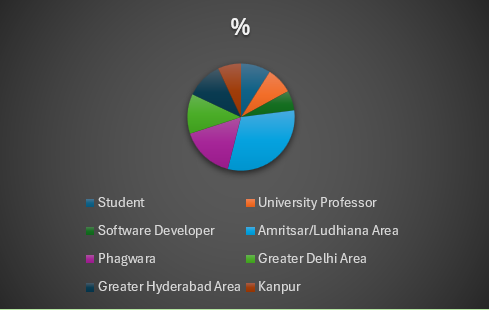 %
Student University Professor
Software Developer Amritsar/Ludhiana Area
Phagwara Greater Delhi Area
Greater Hyderabad Area Kanpur